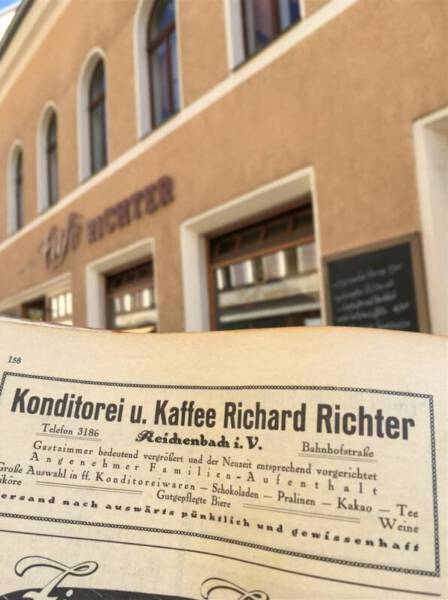 Café RICHTER
158
Konditorei u. Kaffee Richard Richter
Telefon 3186 Reichenbach i. V. Bahnhofstraße
Gastzimmer bedeutend vergrößert und der Neuzeit entsprechend vorgerichtet
Angenehmer Familien-Aufenthalt
Große Auswahl in ff. Konditoreiwaren – Schokoladen – Pralinen – Kakao – Tee
köre Gutgepflegte Biere Weine
ersand nach auswärts pünktlich und gewissenhaft